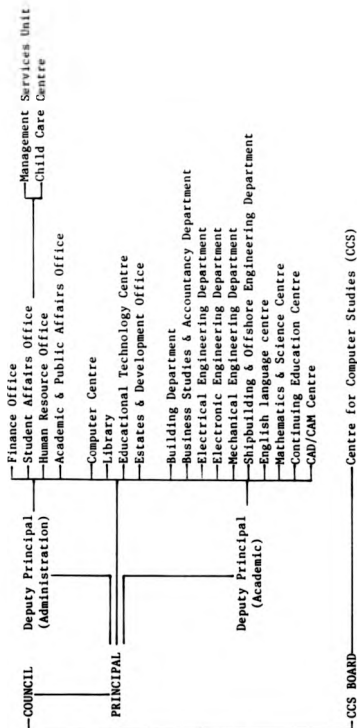 COUNCIL
PRINCIPAL
Deputy Principal
(Administration)
Finance Office
Student Affairs Office
Human Resource Office
Academic & Public Affairs Office
Management Services Unit
Child Care Centre
Computer Centre
Library
Educational Technology Centre
Estates & Development Office
Deputy Principal
(Academic)
Building Department
Business Studies & Accountancy Department
Electrical Engineering Department
Electronic Engineering Department
Mechanical Engineering Department
Shipbuilding & Offshore Engineering Department
English language centre
Mathematics & Science Centre
Continuing Education Centre
CAD/CAM Centre
CCS BOARD
Centre for Computer Studies (CCS)